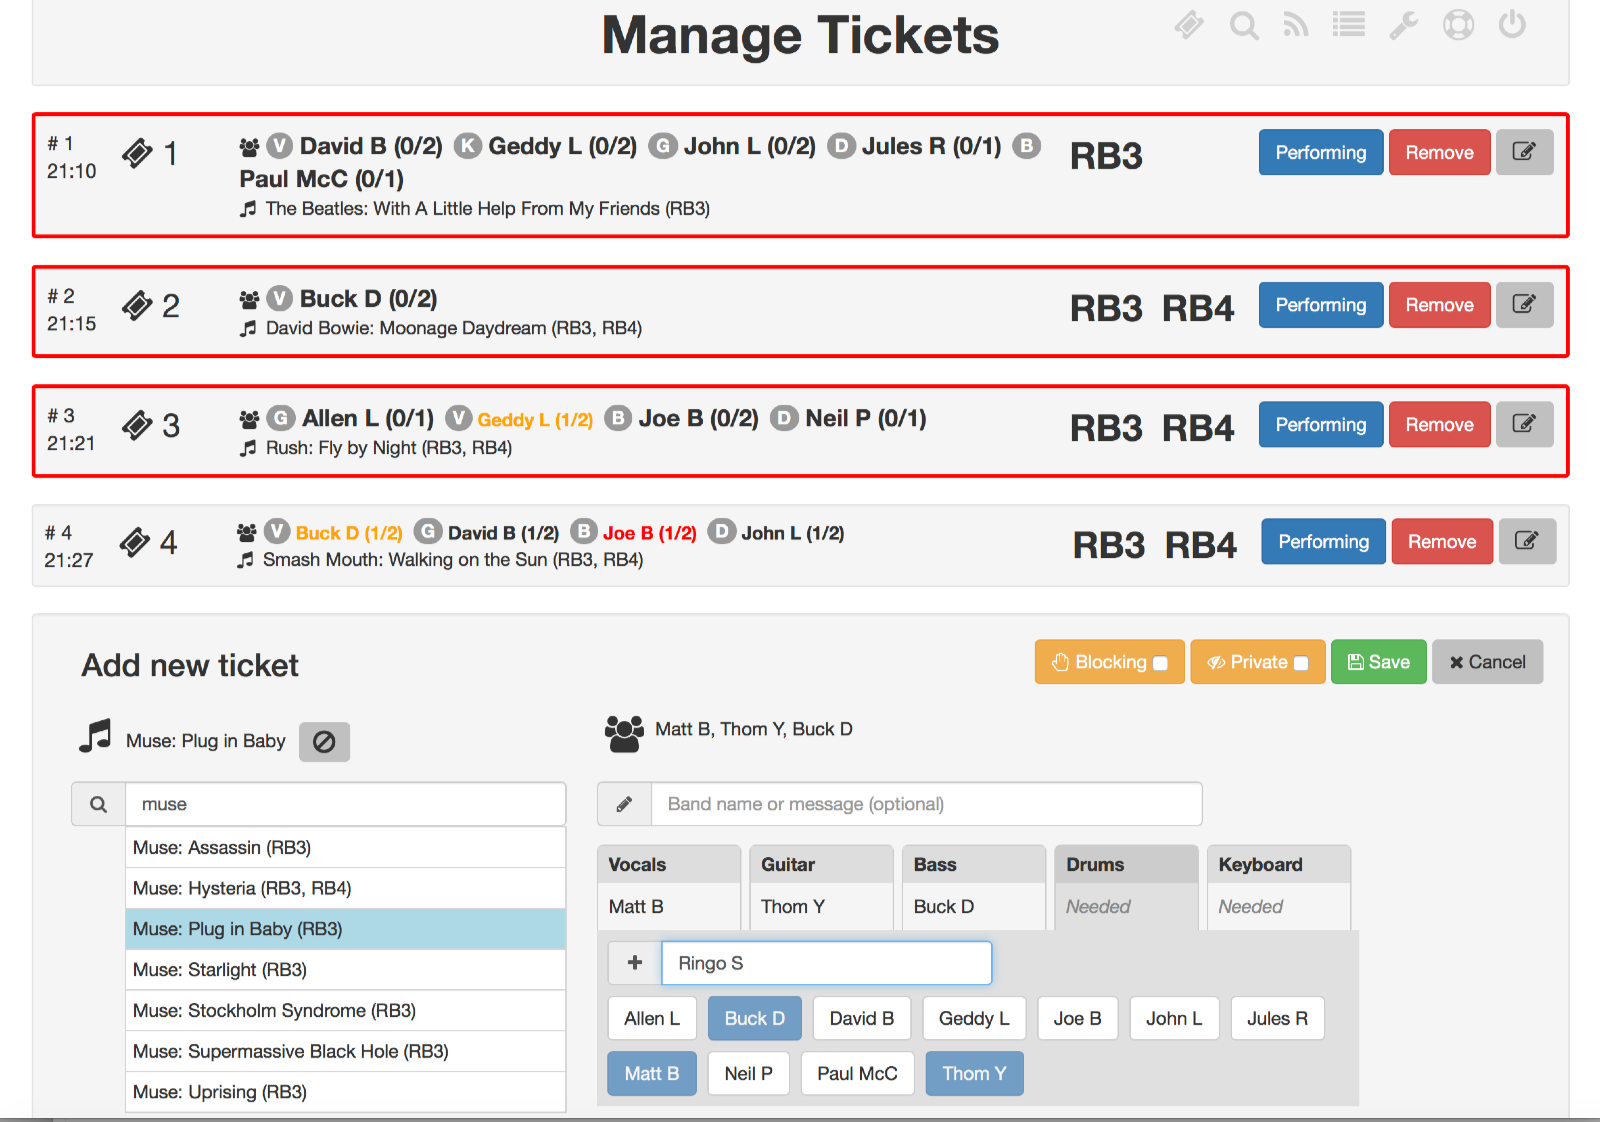 Manage Tickets
# 1
21:10
1
V David B (0/2) K Geddy L (0/2) G John L (0/2) D Jules R (0/1) B
Paul McC (0/1)
The Beatles: With A Little Help From My Friends (RB3)
RB3
Performing
Remove
# 2
21:15
2
V Buck D (0/2)
David Bowie: Moonage Daydream (RB3, RB4)
RB3 RB4
Performing
Remove
# 3
21:21
3
G Allen L (0/1) V Geddy L (1/2) B Joe B (0/2) D Neil P (0/1)
Rush: Fly by Night (RB3, RB4)
RB3 RB4
Performing
Remove
# 4
21:27
4
V Buck D (1/2) G David B (1/2) B Joe B (1/2) D John L (1/2)
Smash Mouth: Walking on the Sun (RB3, RB4)
RB3 RB4
Performing
Remove
Add new ticket
Blocking
Private
Save
Cancel
Muse: Plug in Baby
muse
Muse: Assassin (RB3)
Muse: Hysteria (RB3, RB4)
Muse: Plug in Baby (RB3)
Muse: Starlight (RB3)
Muse: Stockholm Syndrome (RB3)
Muse: Supermassive Black Hole (RB3)
Muse: Uprising (RB3)
Matt B, Thom Y, Buck D
Band name or message (optional)
Vocals Guitar Bass Drums Keyboard
Matt B Thom Y Buck D Needed Needed
Ringo S
Allen L Buck D David B Geddy L Joe B John L Jules R
Matt B Neil P Paul McC Thom Y